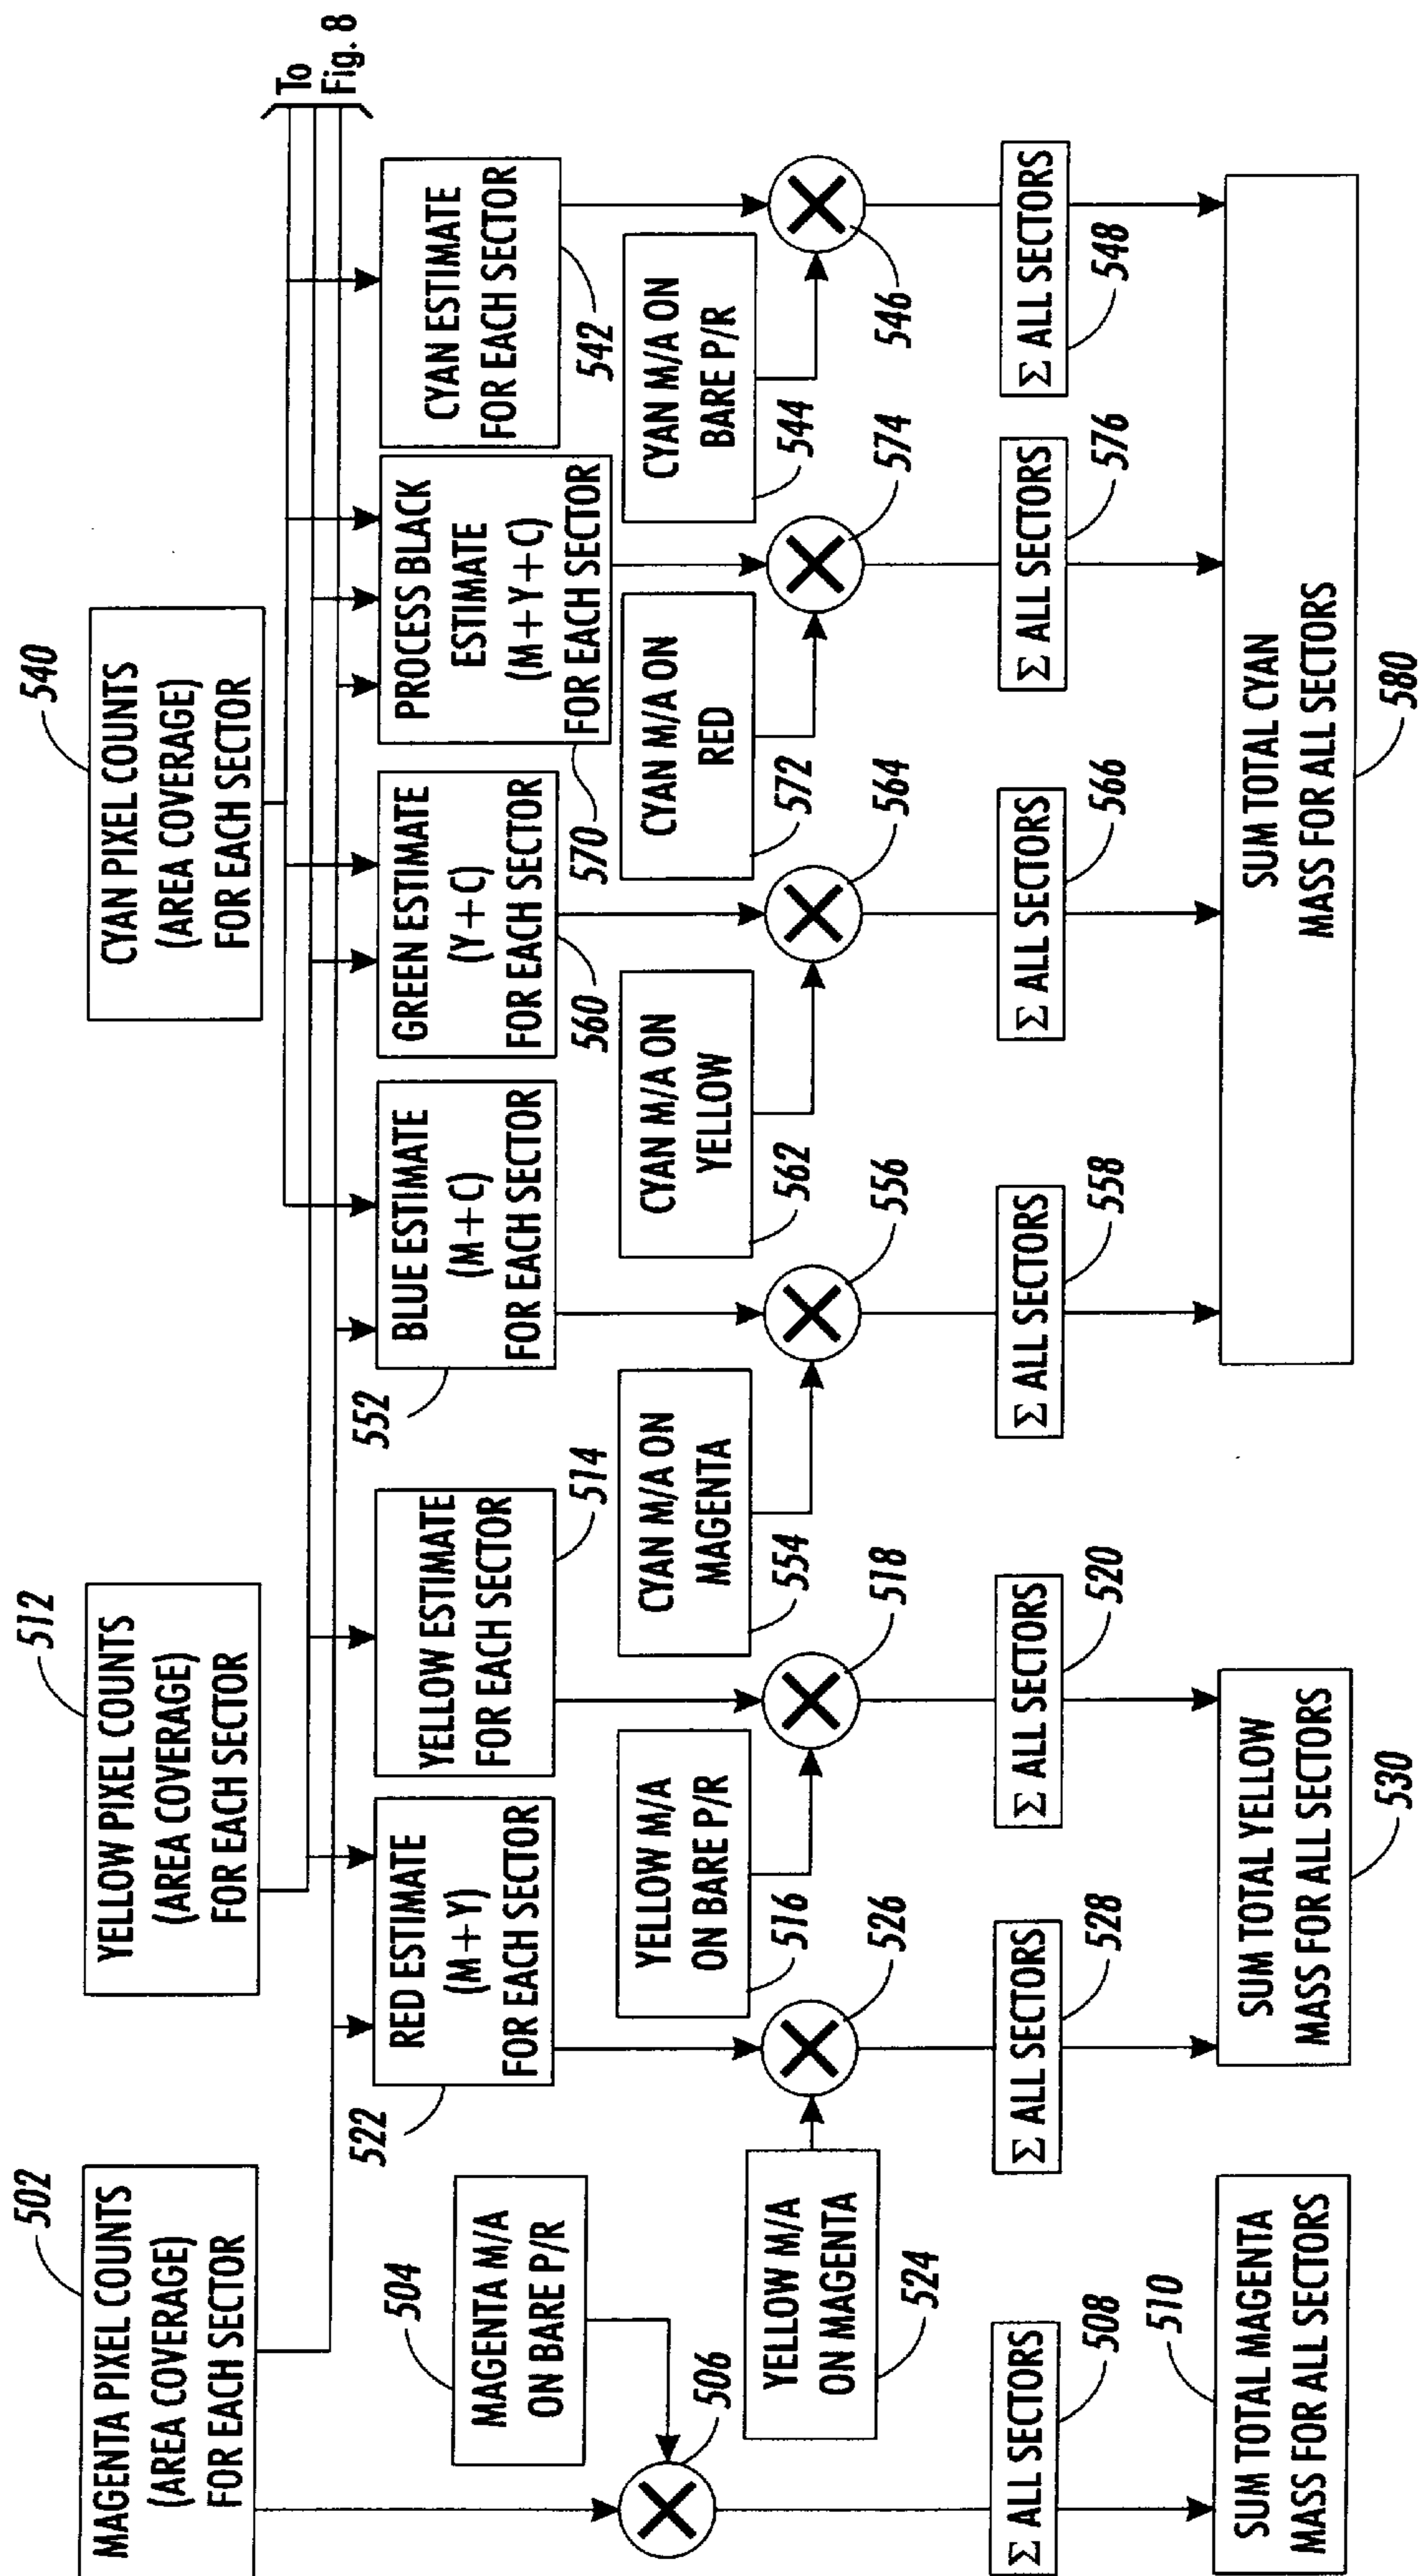 502
MAGENTA PIXEL COUNTS
(AREA COVERAGE)
FOR EACH SECTOR
512
YELLOW PIXEL COUNTS
(AREA COVERAGE)
FOR EACH SECTOR
540
CYAN PIXEL COUNTS
(AREA COVERAGE)
FOR EACH SECTOR
To
Fig. 8
522
RED ESTIMATE
(M+Y)
FOR EACH SECTOR
YELLOW ESTIMATE
FOR EACH SECTOR
514
552
BLUE ESTIMATE
(M+C)
FOR EACH SECTOR
GREEN ESTIMATE
(Y+C)
FOR EACH SECTOR
560
PROCESS BLACK
ESTIMATE
(M+Y+C)
FOR EACH SECTOR
570
CYAN ESTIMATE
FOR EACH SECTOR
542
504
MAGENTA M/A
ON BARE P/R
506
YELLOW M/A
ON MAGENTA
524
YELLOW M/A
ON BARE P/R
516
526
518
CYAN M/A ON
MAGENTA
554
556
CYAN M/A ON
YELLOW
562
564
CYAN M/A ON
RED
572
574
CYAN M/A ON
BARE P/R
544
546
Σ ALL SECTORS
508
Σ ALL SECTORS
528
Σ ALL SECTORS
520
Σ ALL SECTORS
558
Σ ALL SECTORS
566
Σ ALL SECTORS
576
Σ ALL SECTORS
548
510
SUM TOTAL MAGENTA
MASS FOR ALL SECTORS
SUM TOTAL YELLOW
MASS FOR ALL SECTORS
530
SUM TOTAL CYAN
MASS FOR ALL SECTORS
580